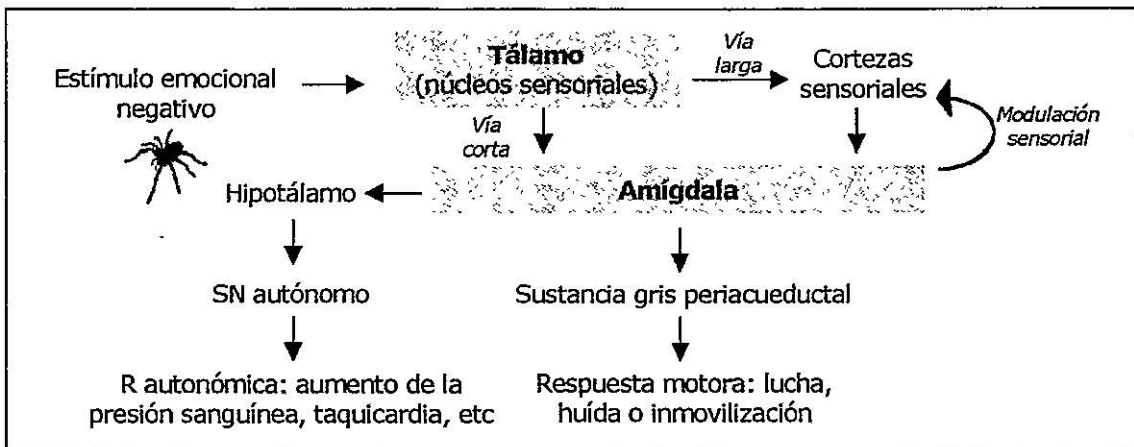 Estímulo emocional
negativo
Tálamo
(núcleos sensoriales)
Vía
larga
Cortezas
sensoriales
Vía
corta
Modulación
sensorial
Hipotálamo
Amígdala
SN autónomo
Sustancia gris periacueductal
R autonómica: aumento de la
presión sanguínea, taquicardia, etc
Respuesta motora: lucha,
huída o inmovilización